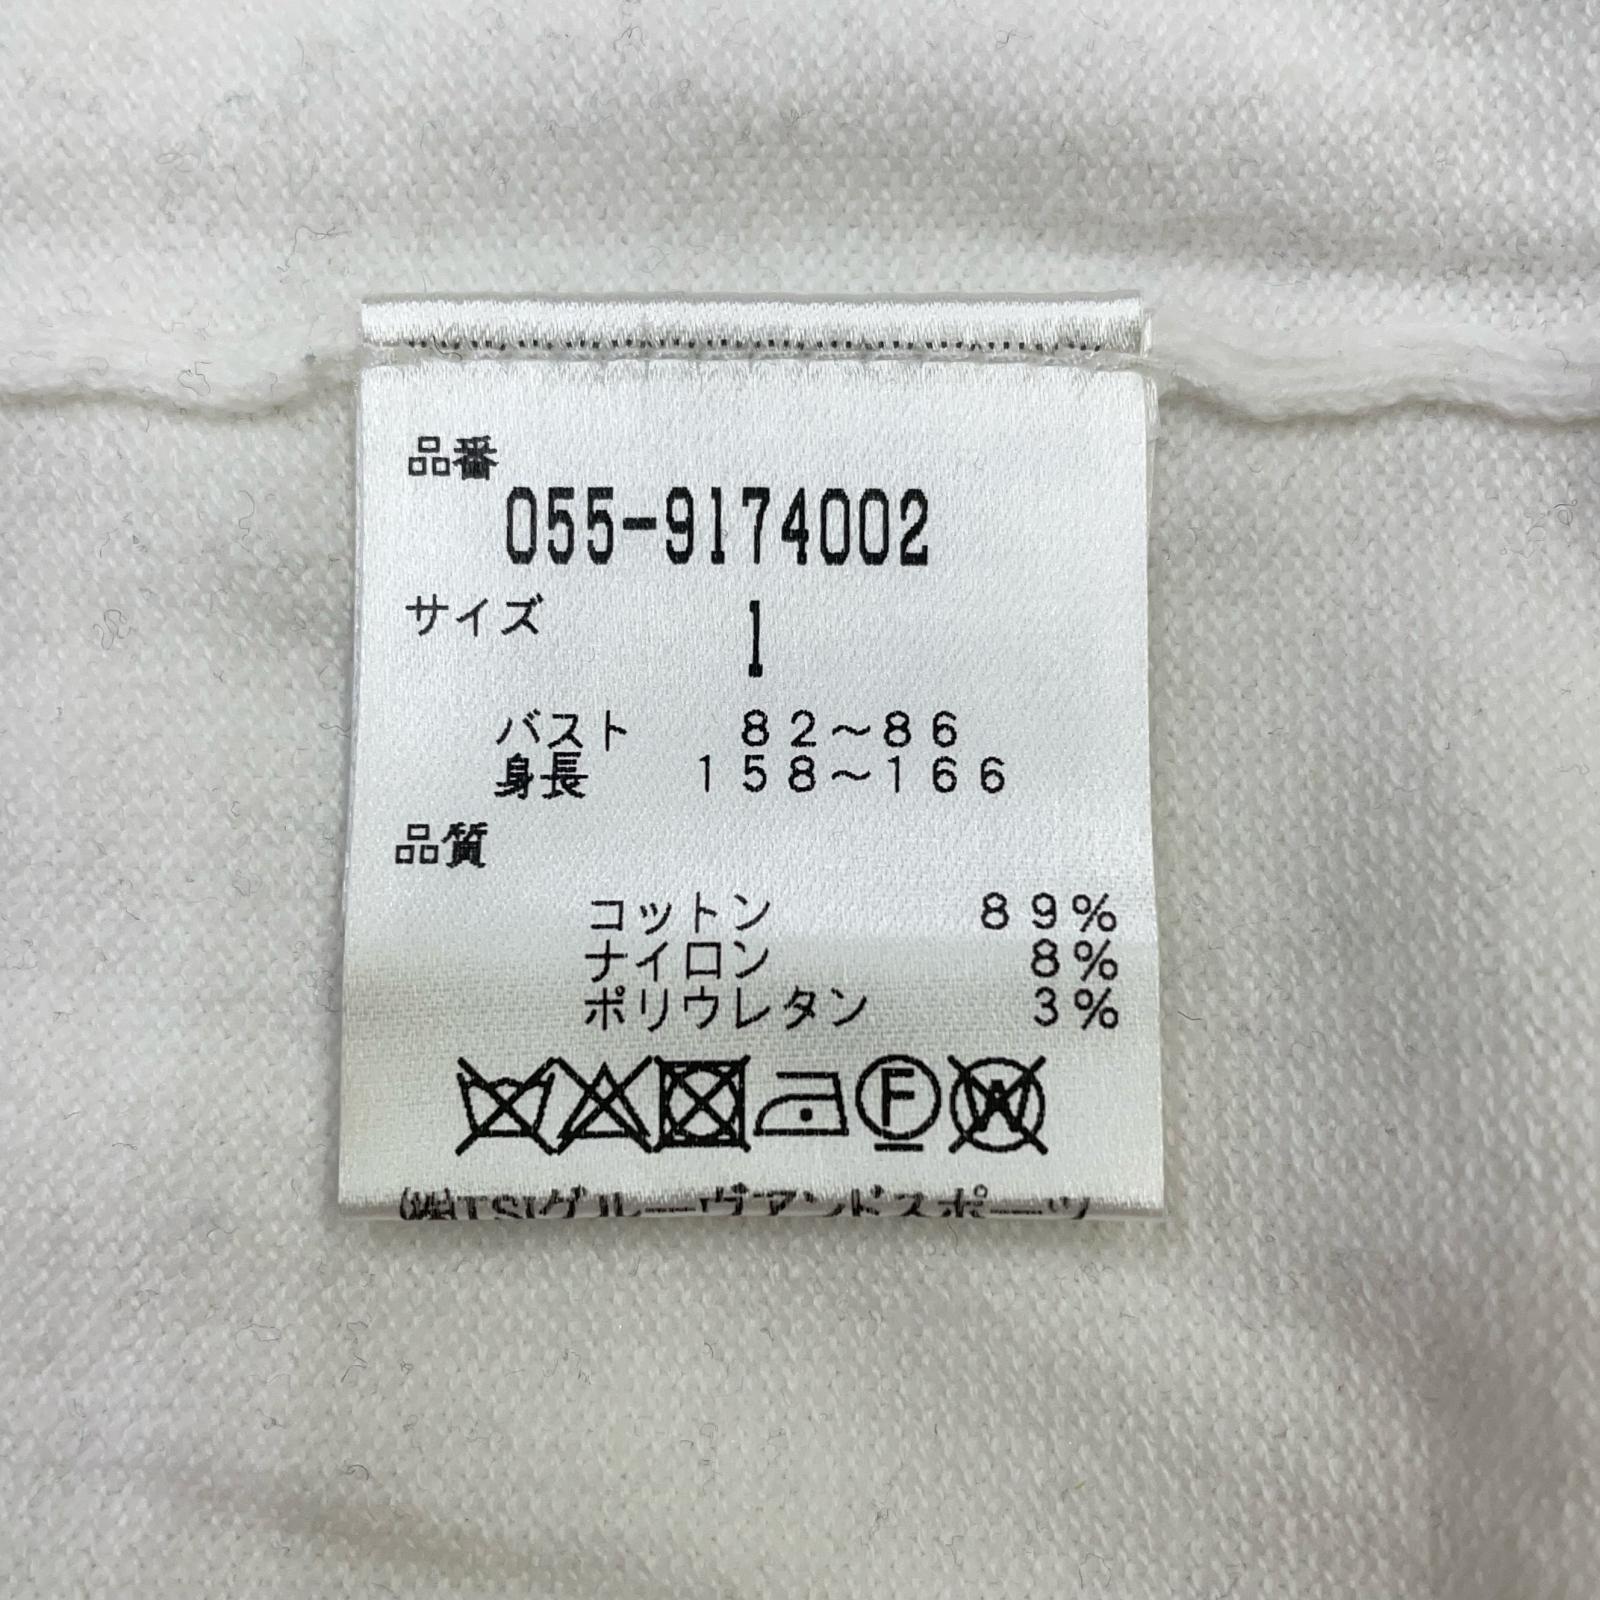 品番
055-9174002
サイズ 1
バスト 82～86
身長 158～166
品質
コットン 89%
ナイロン 8%
ポリウレタン 3%
F W
㈱TSIグルーヴアンドスポーツ